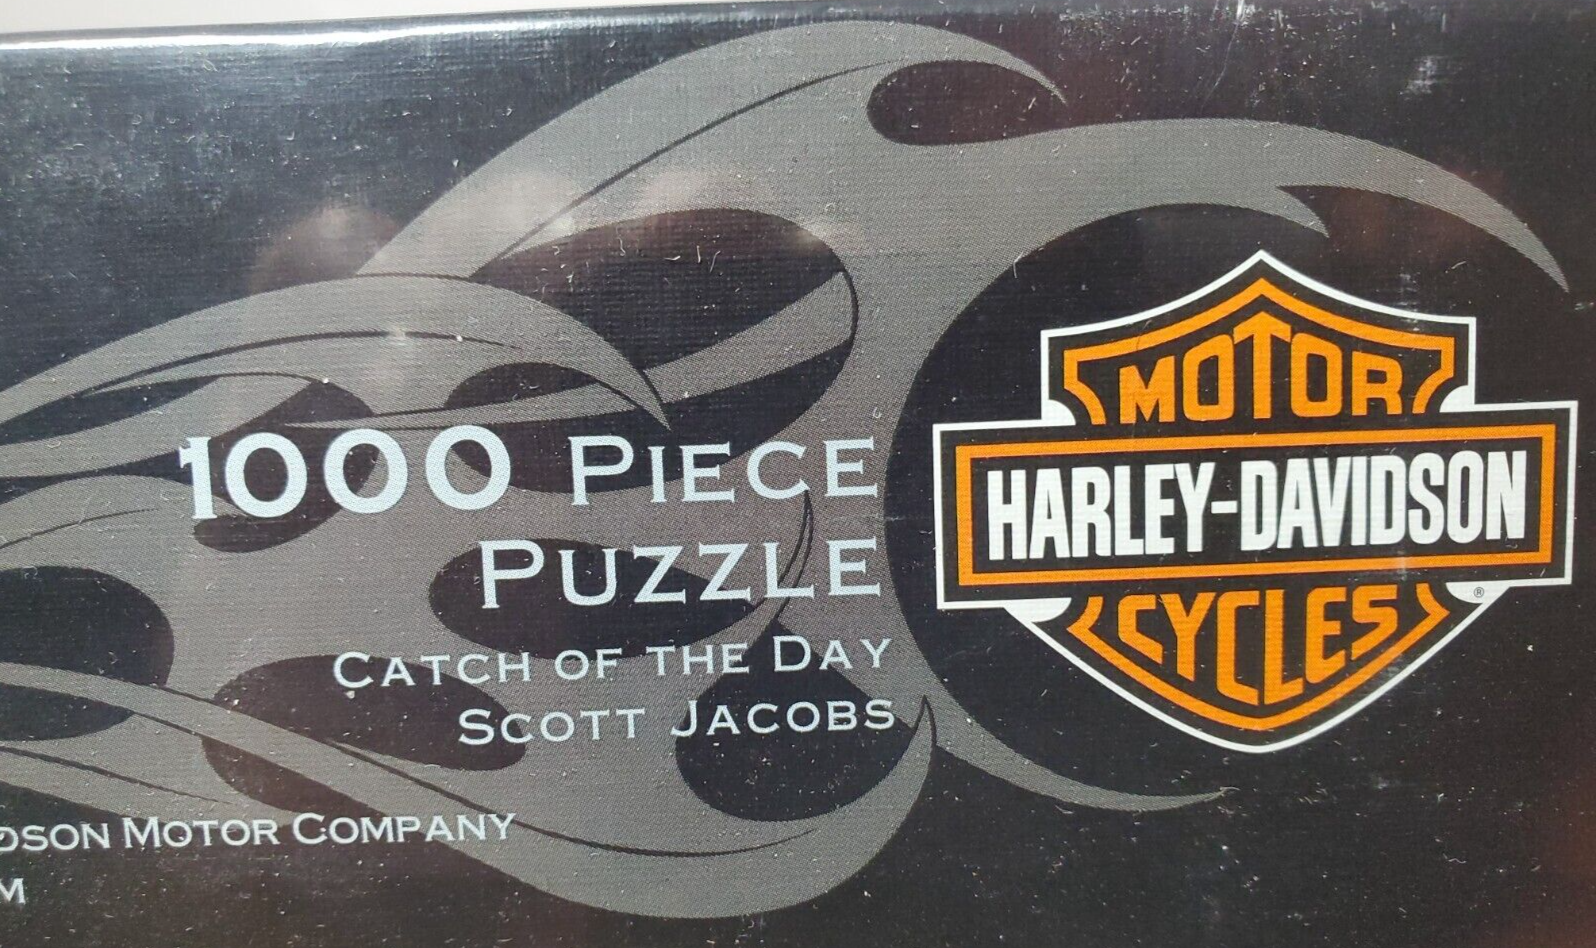 1000 PIECE
PUZZLE
CATCH OF THE DAY
SCOTT JACOBS
DSON MOTOR COMPANY
M
MOTOR
HARLEY-DAVIDSON
CYCLES
®